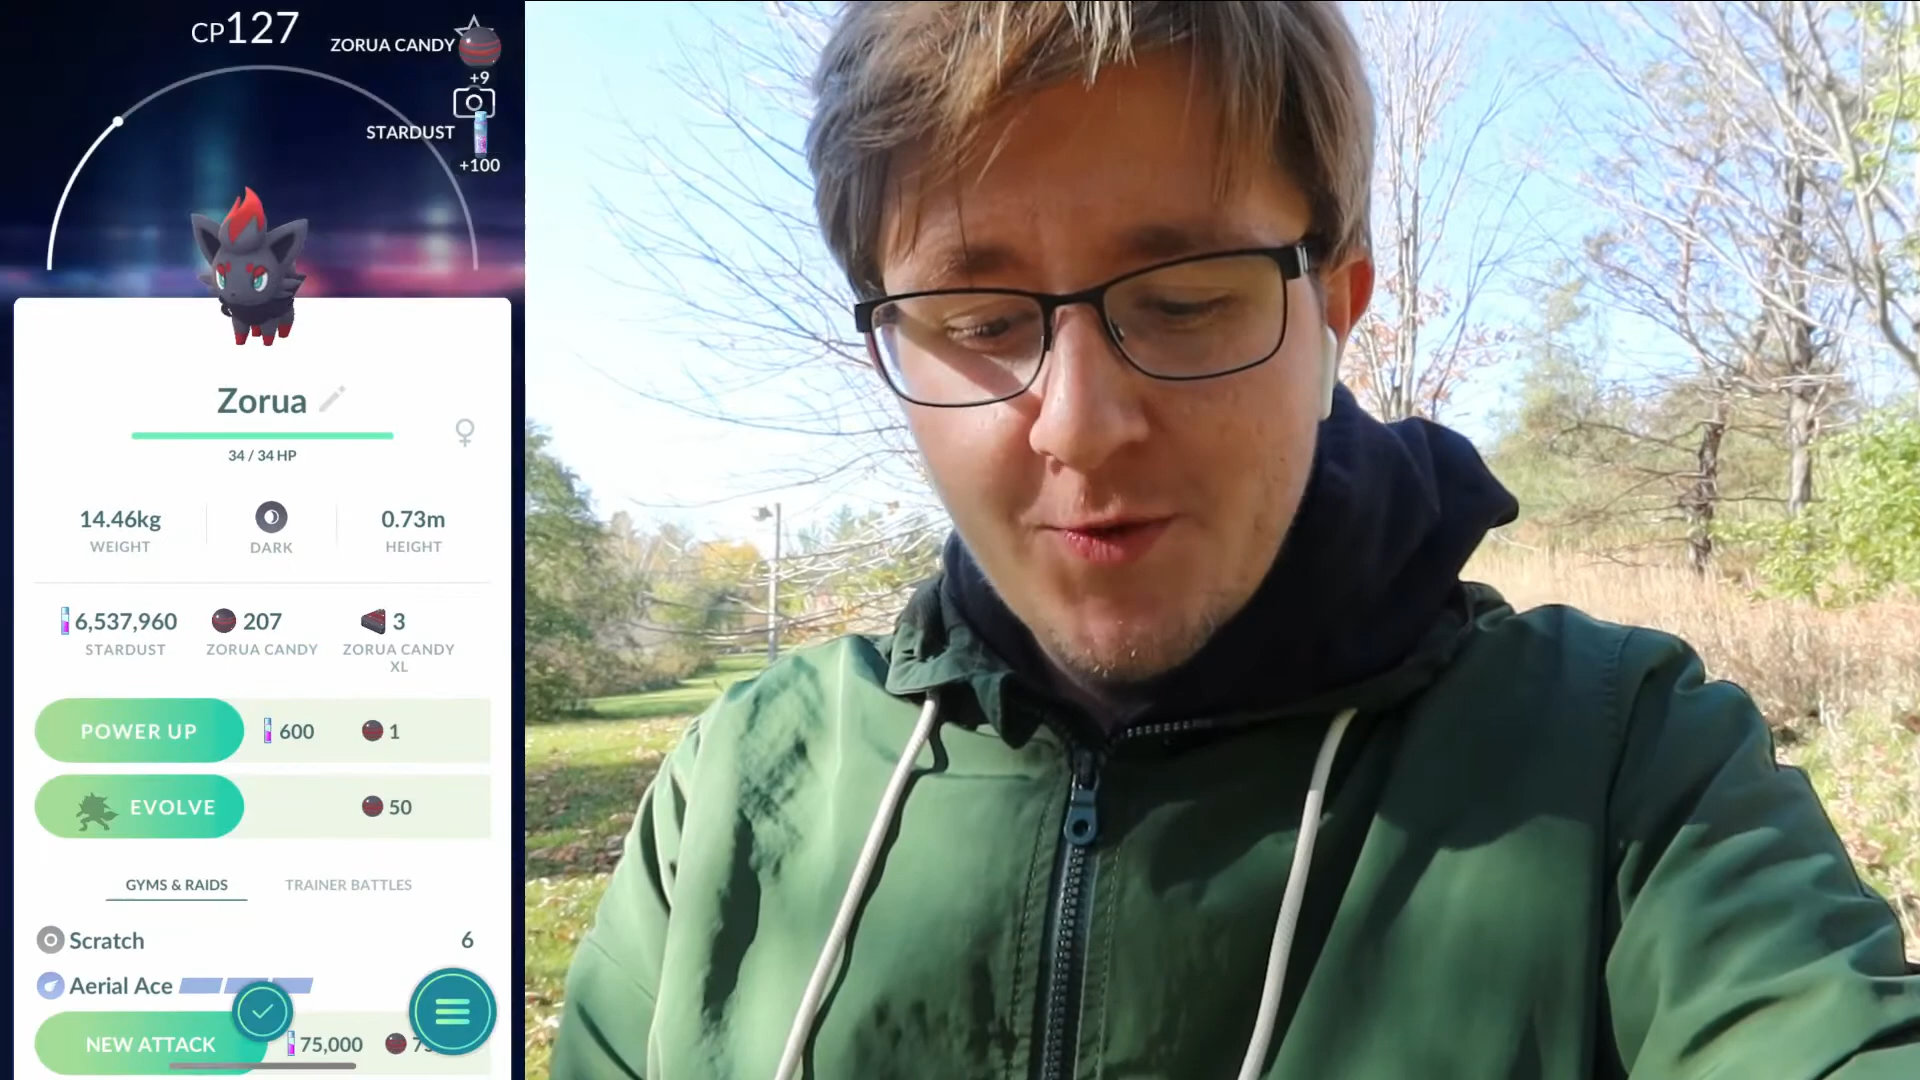 CP127
ZORUA CANDY
+9
STARDUST
+100
Zorua
34 / 34 HP
14.46kg
WEIGHT
DARK
0.73m
HEIGHT
6,537,960
STARDUST
207
ZORUA CANDY
3
ZORUA CANDY
XL
POWER UP
600
1
EVOLVE
50
GYMS & RAIDS
TRAINER BATTLES
Scratch
6
Aerial Ace
NEW ATTACK
75,000